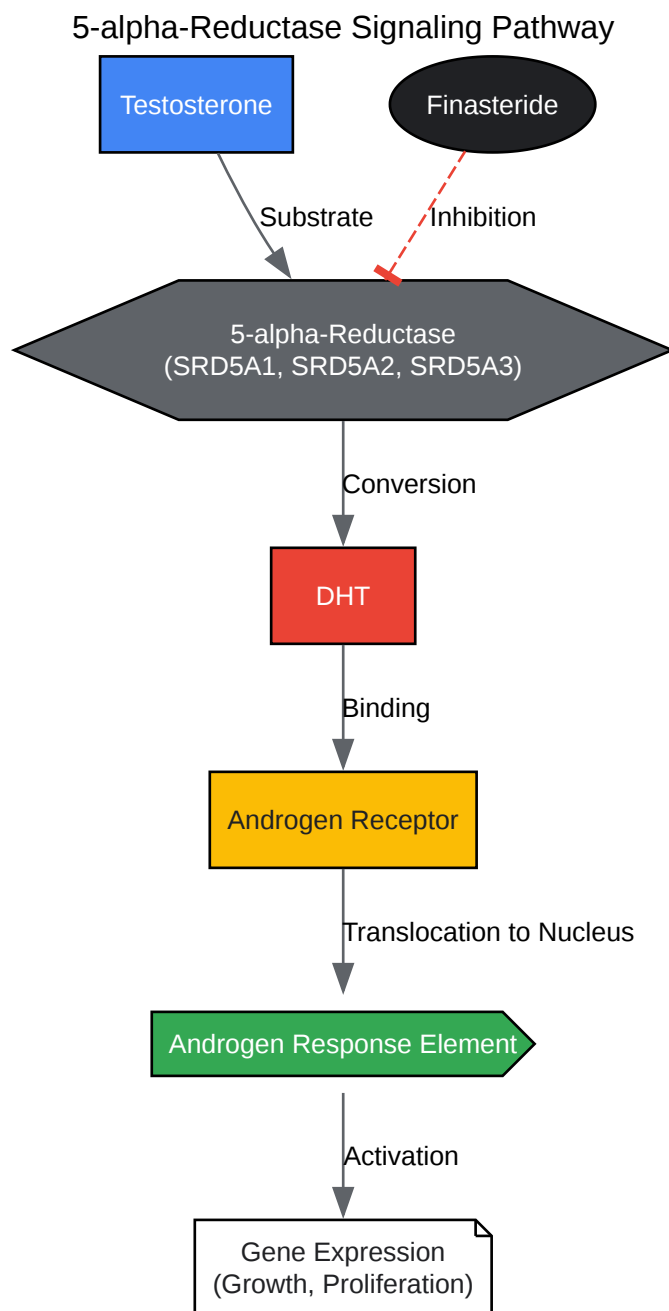 5-alpha-Reductase Signaling Pathway
Testosterone
Finasteride
Substrate
Inhibition
5-alpha-Reductase
(SRD5A1, SRD5A2, SRD5A3)
Conversion
DHT
Binding
Androgen Receptor
Translocation to Nucleus
Androgen Response Element
Activation
Gene Expression
(Growth, Proliferation)